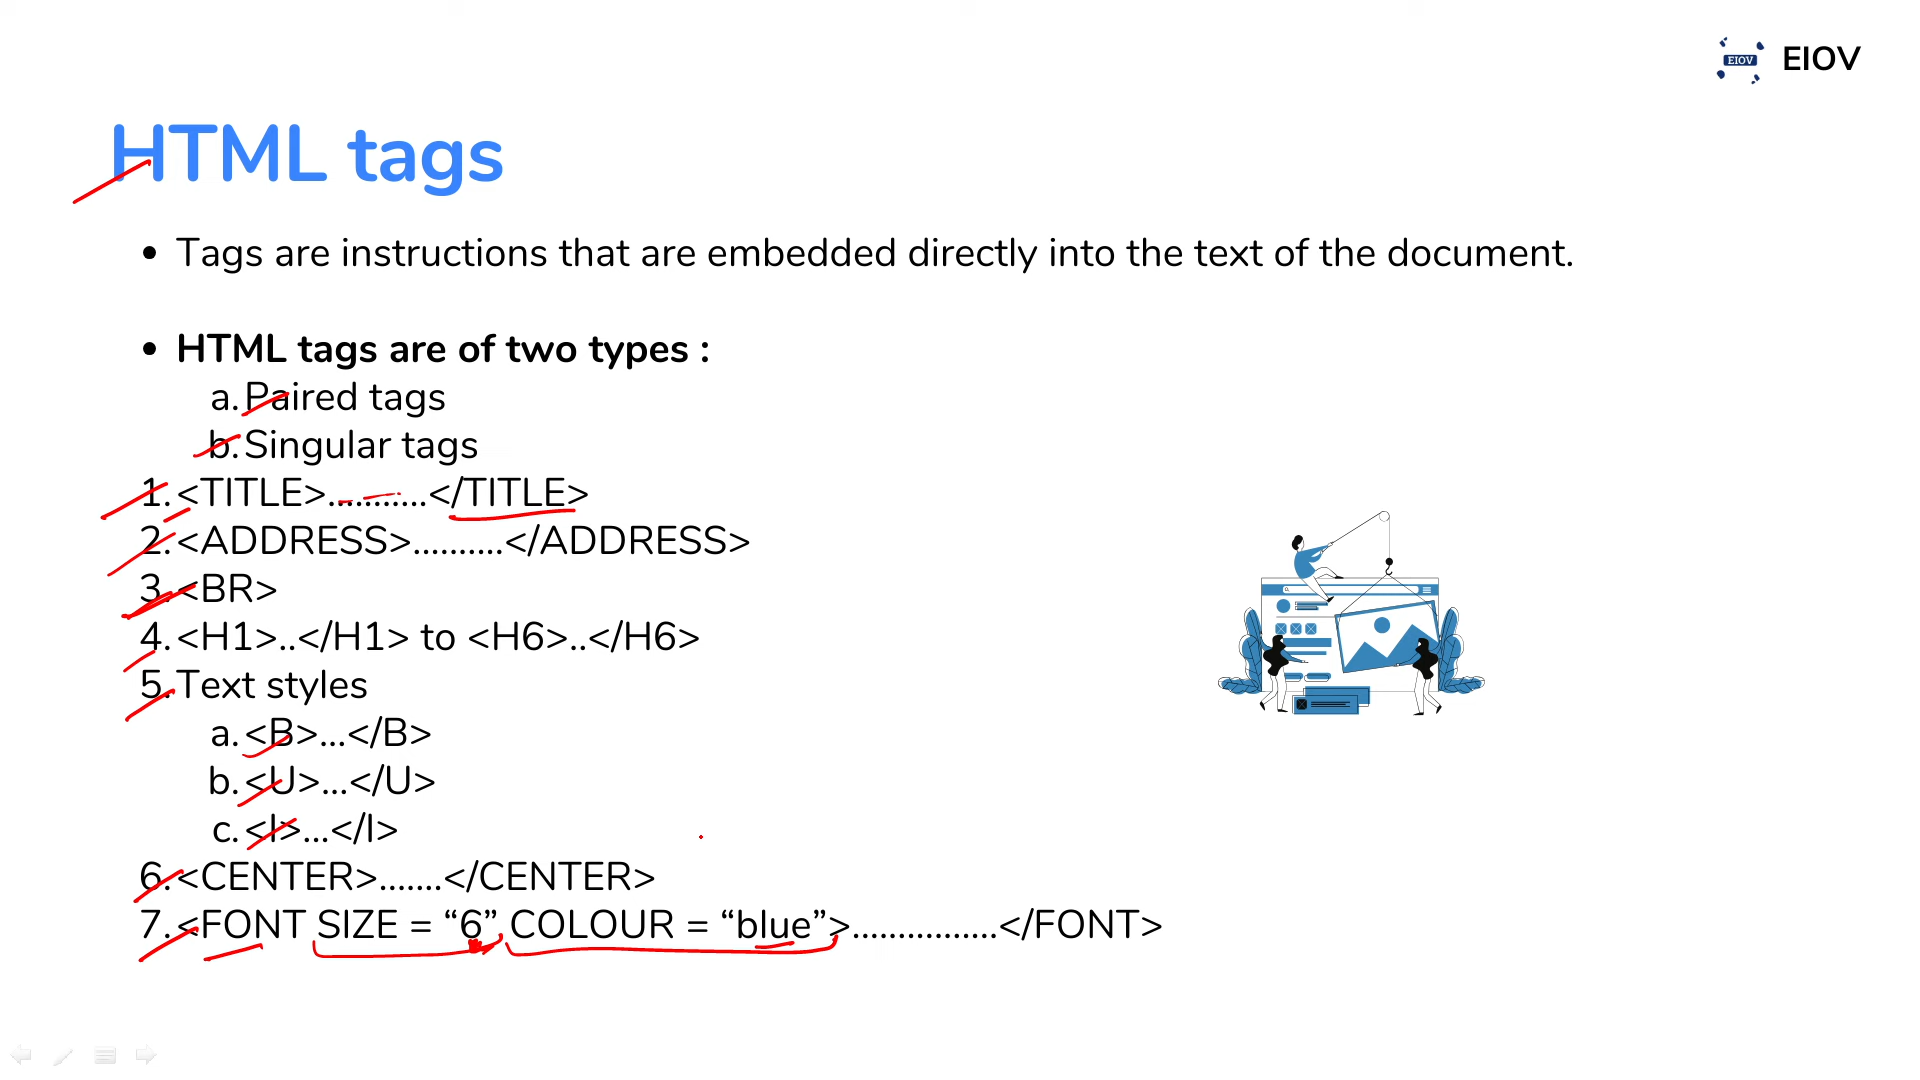 EIOV EIOV
HTML tags
• Tags are instructions that are embedded directly into the text of the document.
• HTML tags are of two types :
a. Paired tags
b. Singular tags
1. <TITLE>...........</TITLE>
2. <ADDRESS>..........</ADDRESS>
3. <BR>
4. <H1>..</H1> to <H6>..</H6>
5. Text styles
a. <B>...</B>
b. <U>...</U>
c. <I>...</I>
6. <CENTER>.......</CENTER>
7. <FONT SIZE = “6” COLOUR = “blue”>................</FONT>